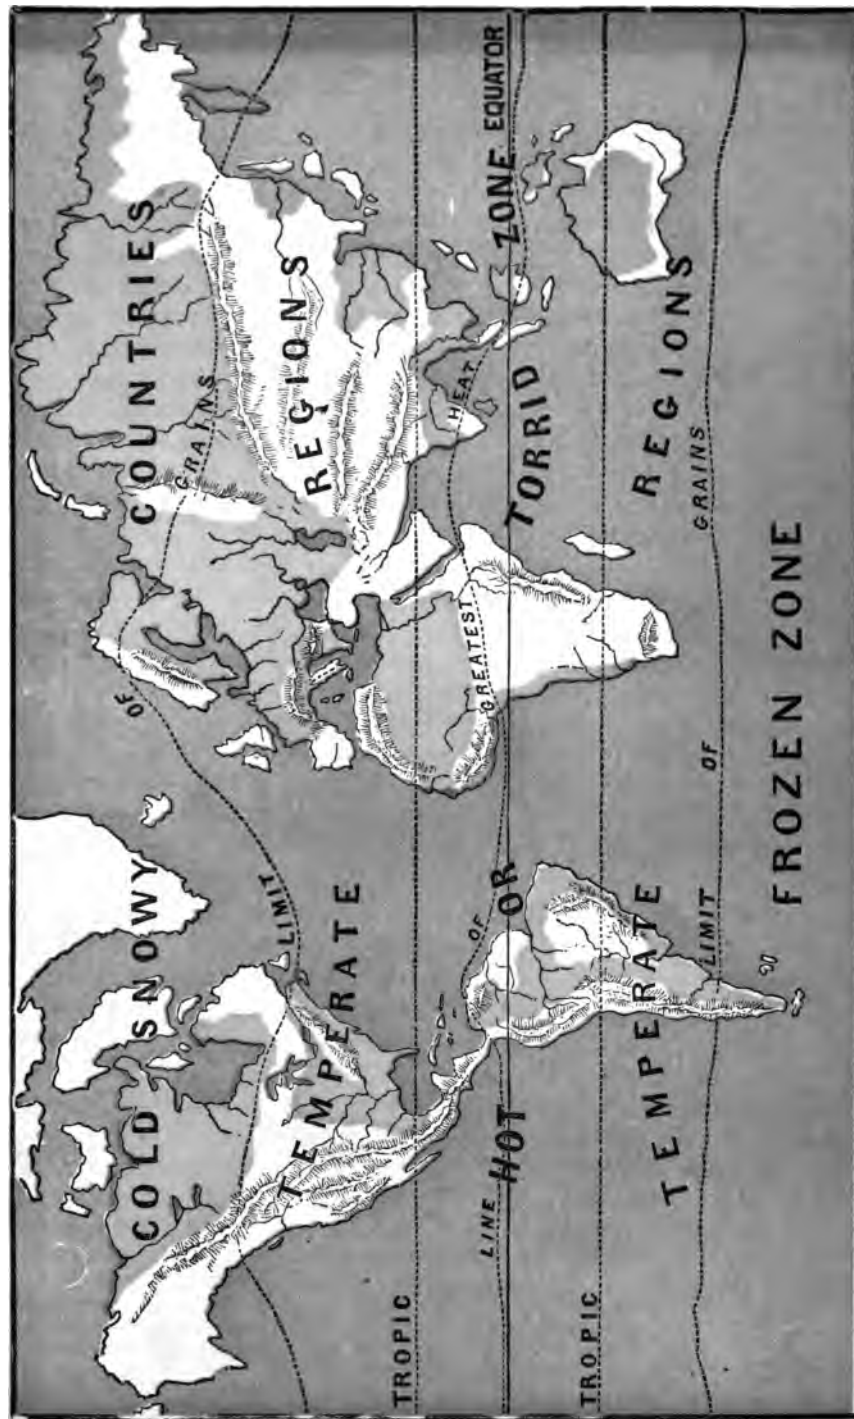 COLD SNOWY COUNTRIES
LIMIT OF GRAINS
TEMPERATE REGIONS
TROPIC
LINE OF GREATEST HEAT
HOT OR TORRID ZONE
EQUATOR
TROPIC
TEMPERATE REGIONS
LIMIT OF GRAINS
FROZEN ZONE